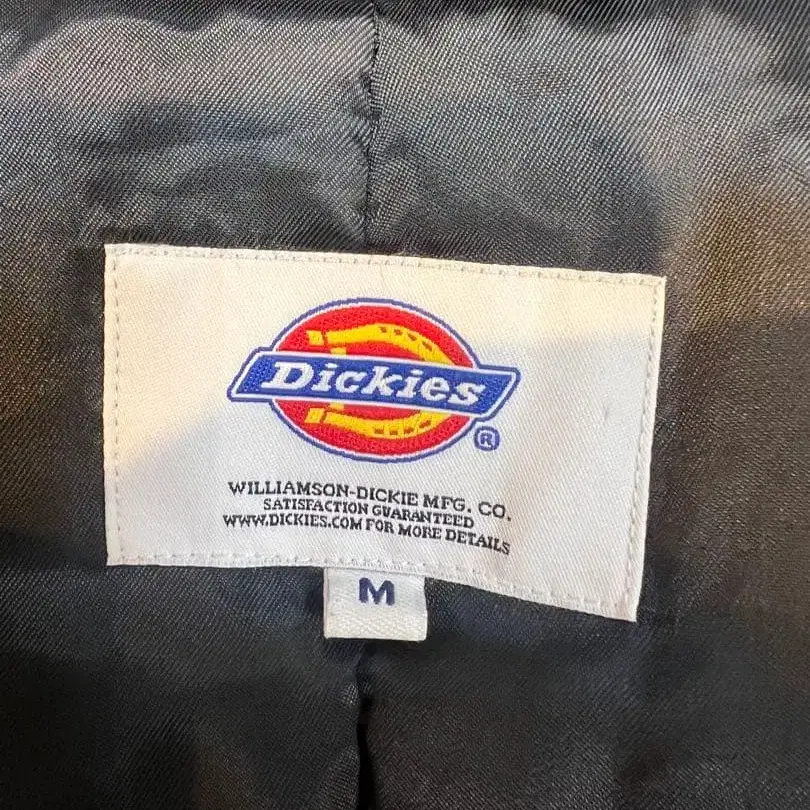 Dickies
®
WILLIAMSON-DICKIE MFG. CO.
SATISFACTION GUARANTEED
WWW.DICKIES.COM FOR MORE DETAILS
M